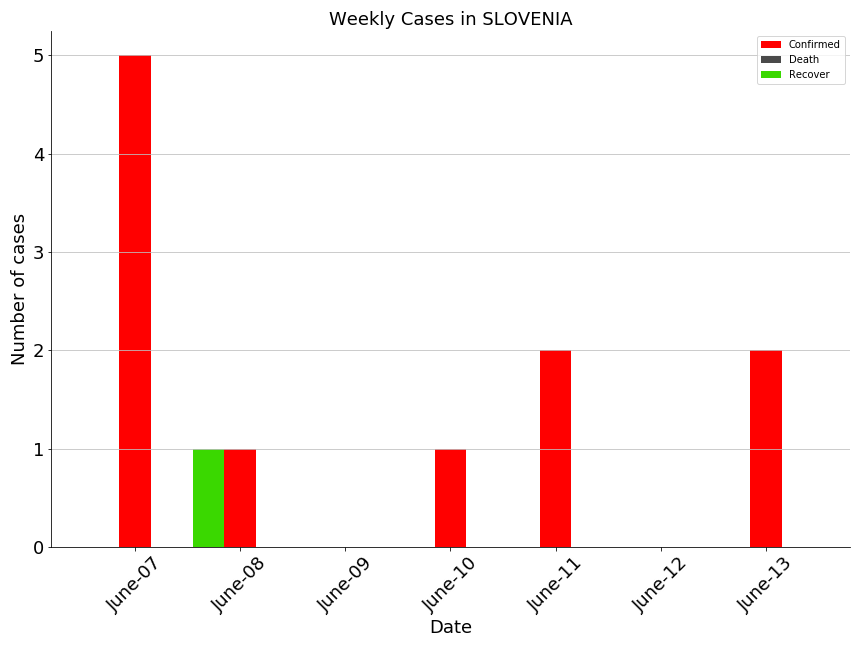 Weekly Cases in SLOVENIA
Confirmed
Death
Recover
Number of cases
5
4
3
2
1
0
June-07
June-08
June-09
June-10
June-11
June-12
June-13
Date